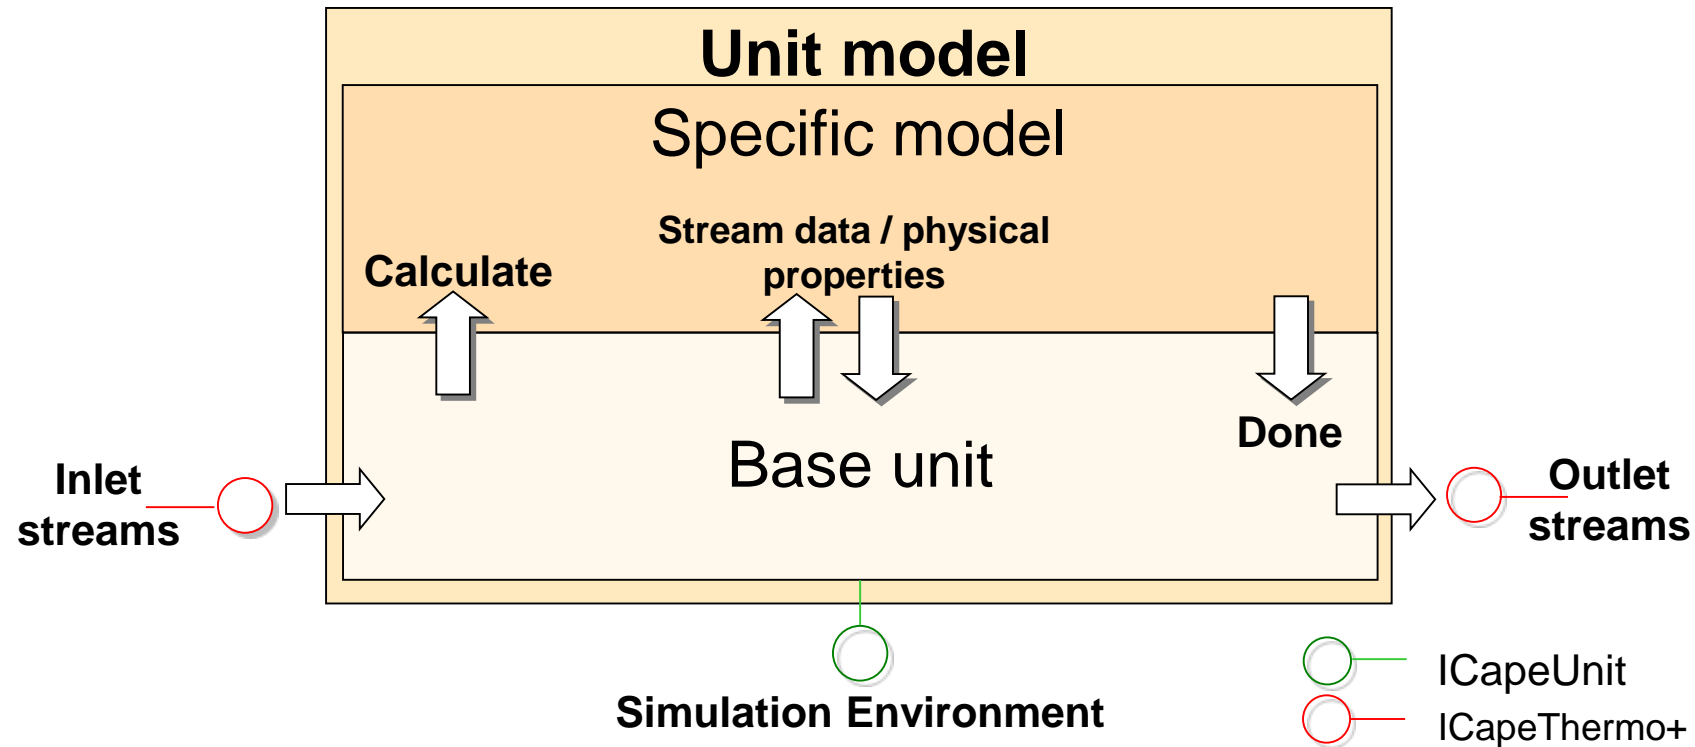 Unit model
Specific model
Stream data / physical
properties
Calculate
Done
Base unit
Inlet
streams
Outlet
streams
Simulation Environment
ICapeUnit
ICapeThermo+